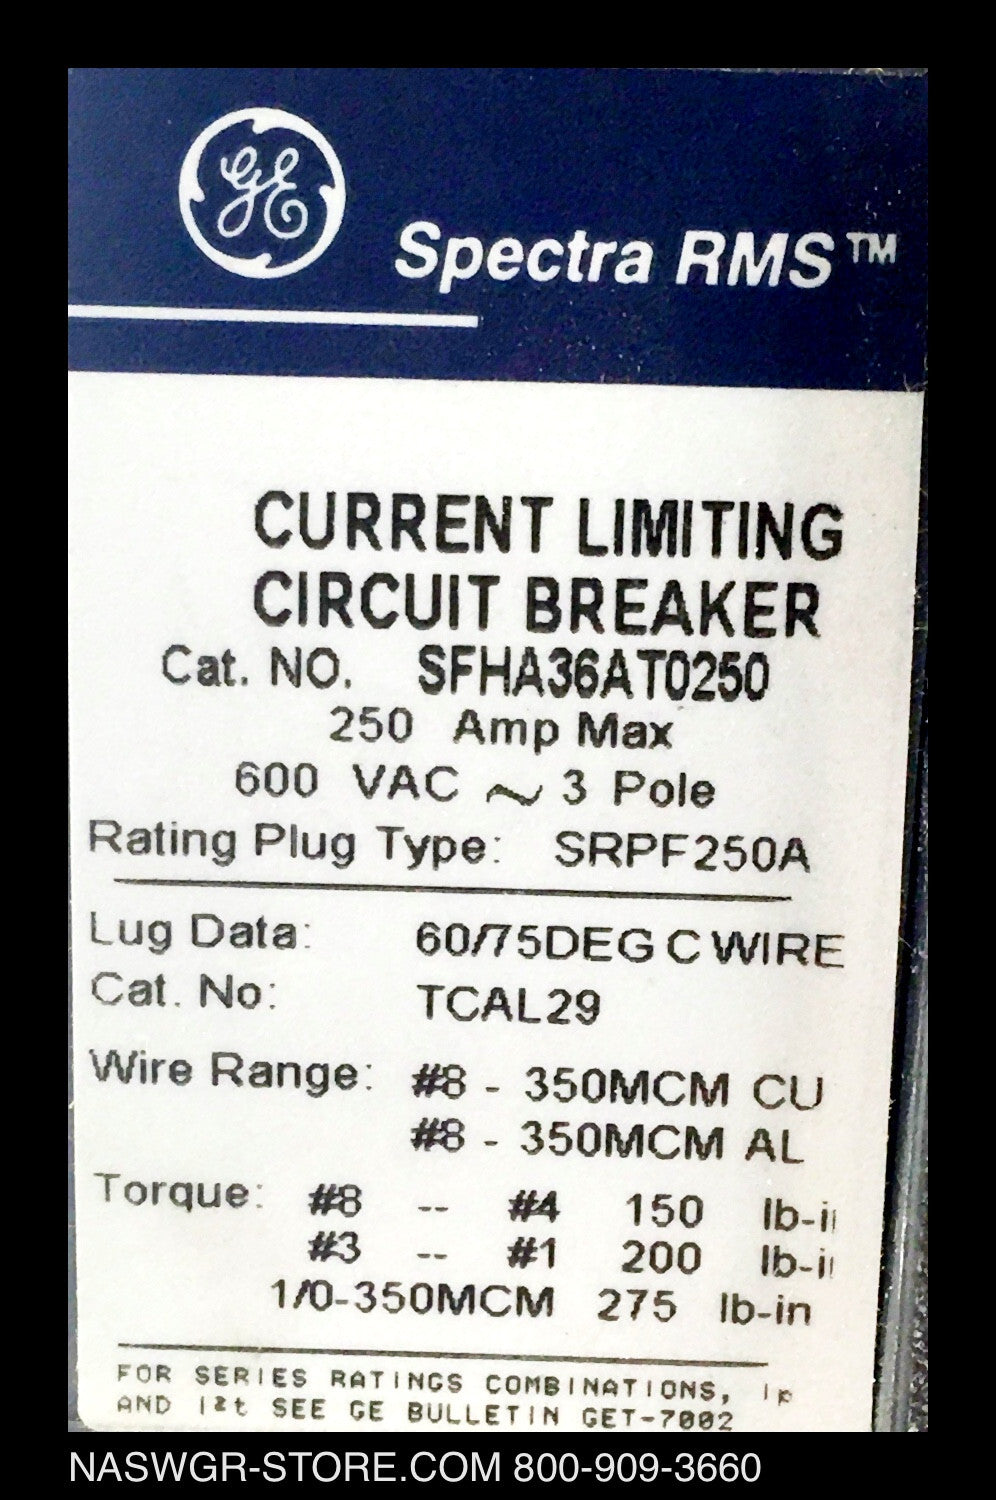 GE
Spectra RMS™
CURRENT LIMITING
CIRCUIT BREAKER
Cat. NO. SFHA36AT0250
250 Amp Max
600 VAC ~ 3 Pole
Rating Plug Type: SRPF250A
Lug Data: 60/75DEG C WIRE
Cat. No: TCAL29
Wire Range: #8 - 350MCM CU
#8 - 350MCM AL
Torque: #8 -- #4 150 lb-i
#3 -- #1 200 lb-i
1/0-350MCM 275 lb-in
FOR SERIES RATINGS COMBINATIONS, Ip
AND I2t SEE GE BULLETIN GET-7002
NASWGR-STORE.COM 800-909-3660